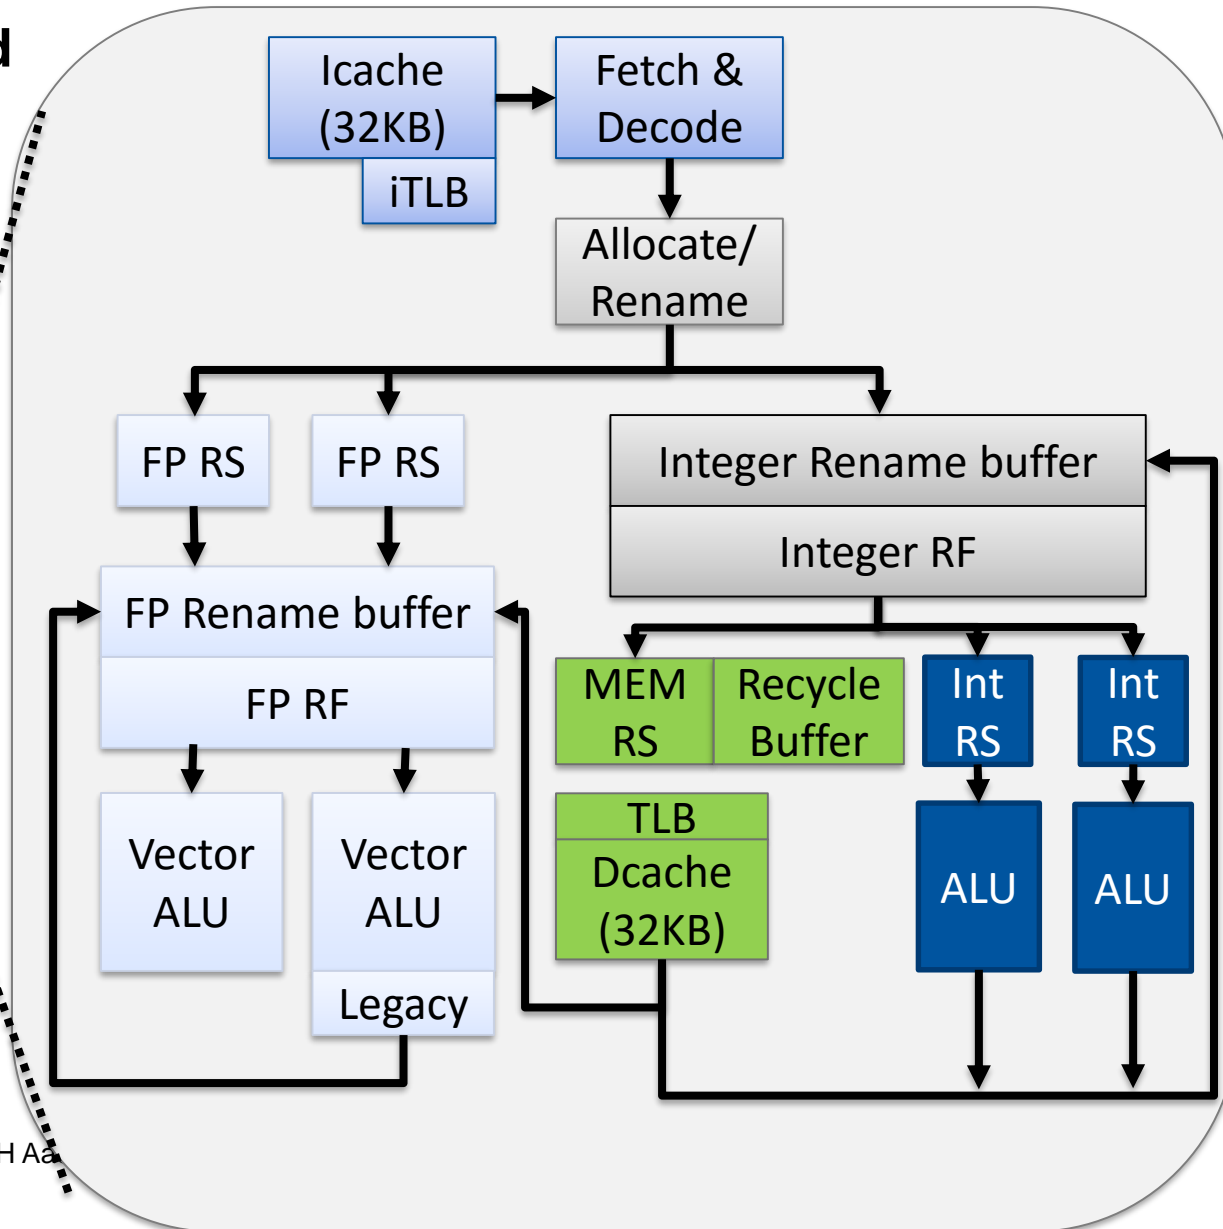 d
Icache
(32KB)
iTLB
Fetch &
Decode
Allocate/
Rename
FP RS
FP RS
Integer Rename buffer
Integer RF
FP Rename buffer
FP RF
MEM
RS
Recycle
Buffer
Int
RS
Int
RS
Vector
ALU
Vector
ALU
Legacy
TLB
Dcache
(32KB)
ALU
ALU
H Aa